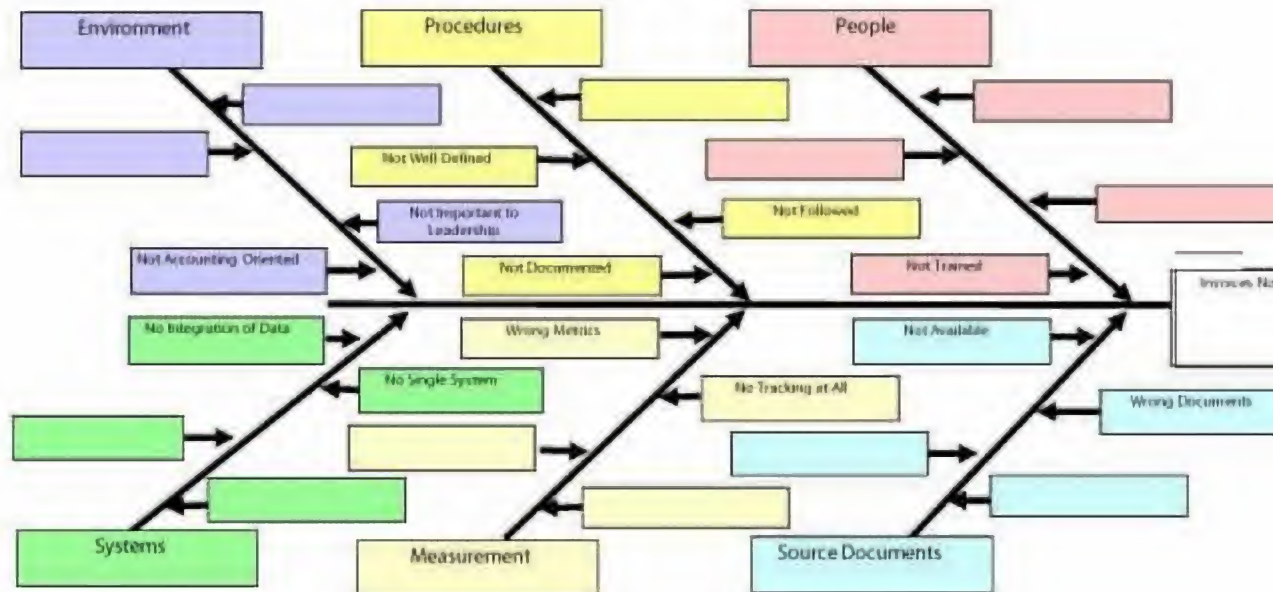 Environment
Procedures
People
Not Well Defined
Not Important to
Leadership
Not Followed
Not Accounting Oriented
Not Documented
Not Trained
Invoices No
No Integration of Data
Wrong Metrics
Not Available
No Single System
No Tracking at All
Wrong Documents
Systems
Measurement
Source Documents